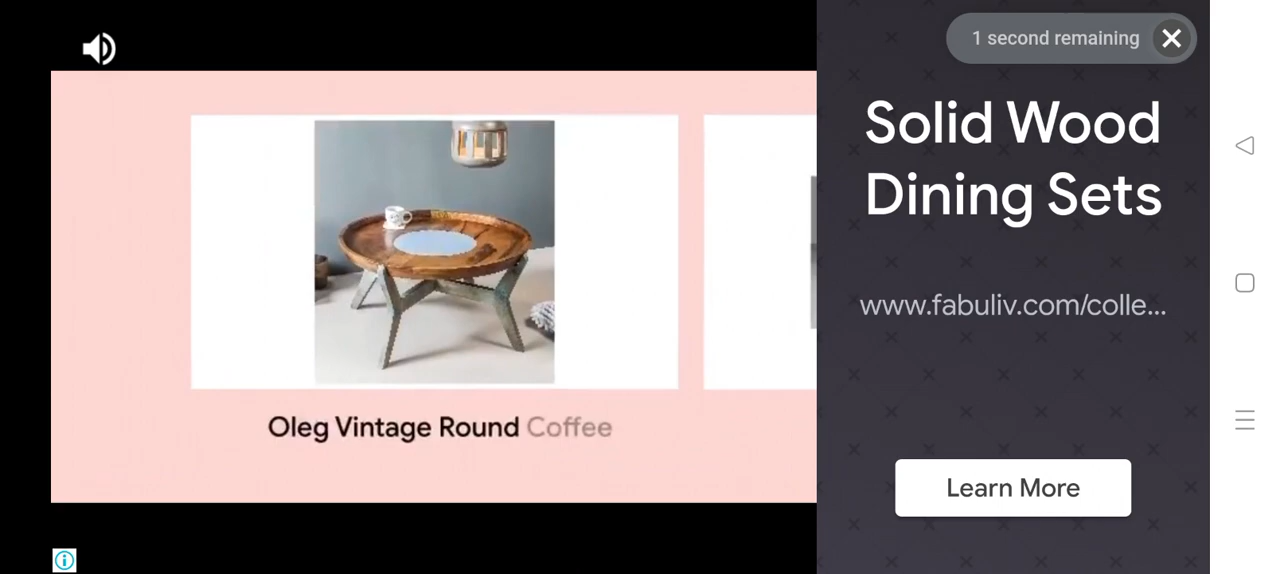 1 second remaining
Solid Wood
Dining Sets
www.fabuliv.com/colle...
Oleg Vintage Round Coffee
Learn More